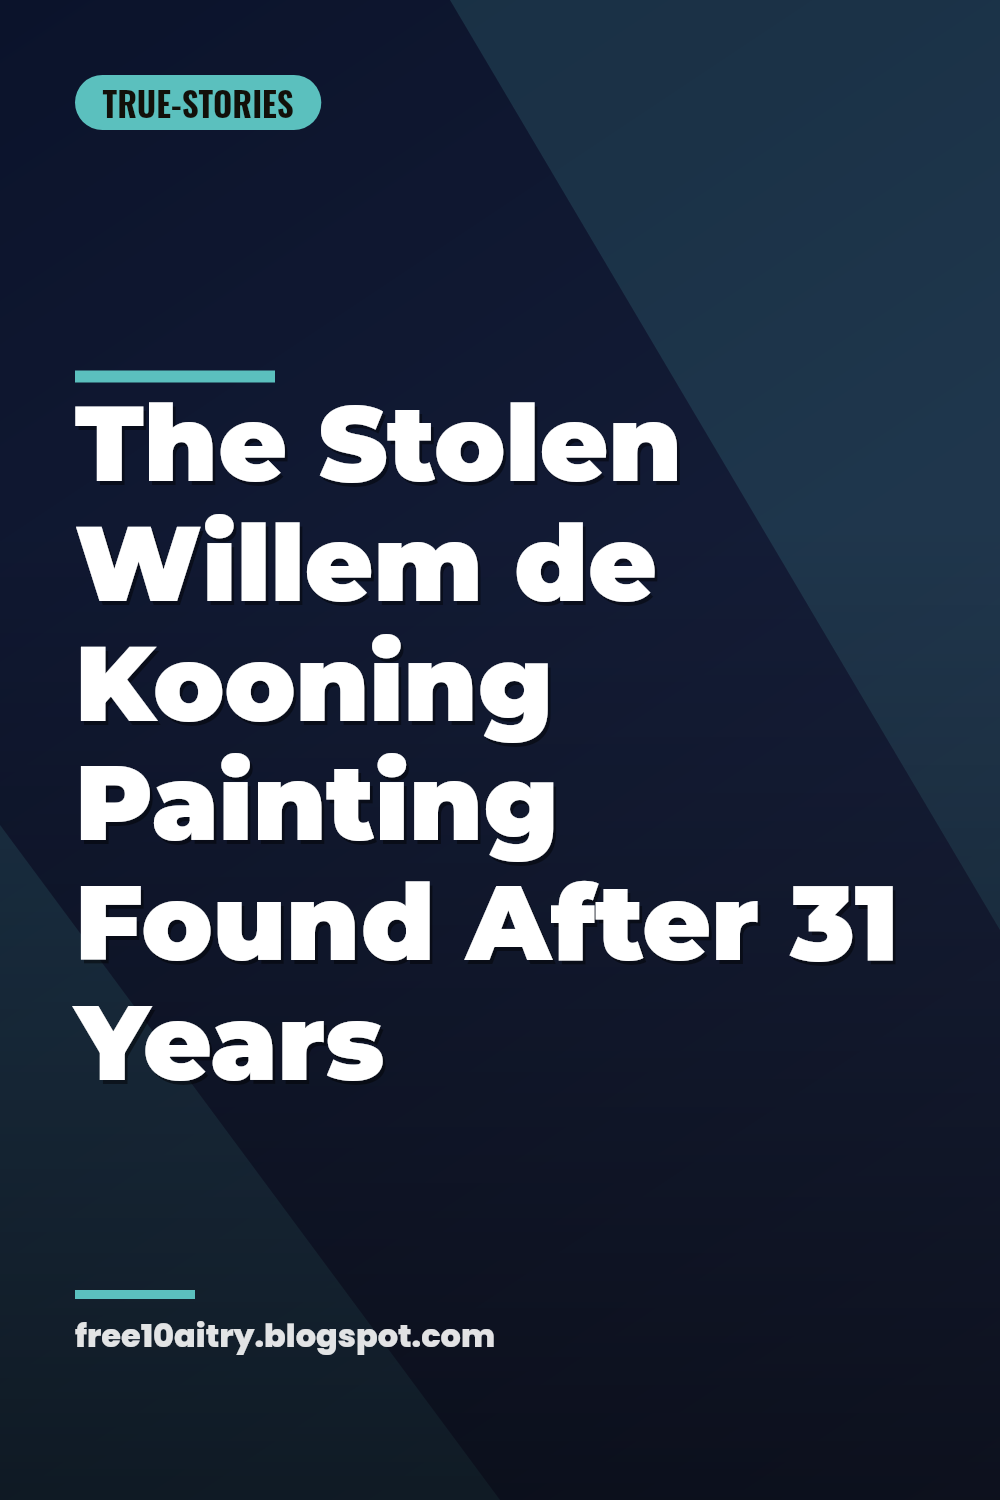 TRUE-STORIES
The Stolen
Willem de
Kooning
Painting
Found After 31
Years
free10aitry.blogspot.com